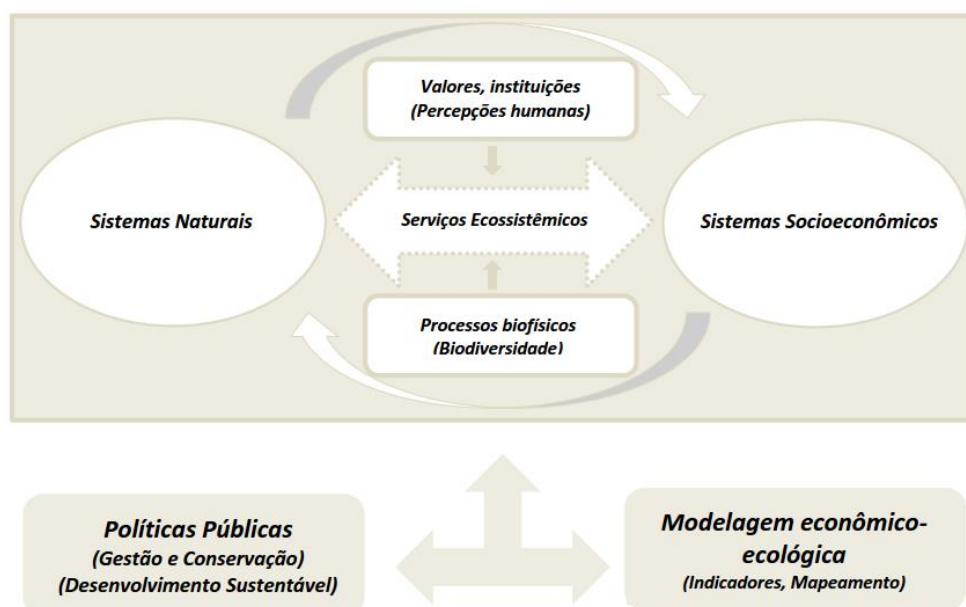 Valores, instituições
(Percepções humanas)
Sistemas Naturais
Serviços Ecossistêmicos
Sistemas Socioeconômicos
Processos biofísicos
(Biodiversidade)
Políticas Públicas
(Gestão e Conservação)
(Desenvolvimento Sustentável)
Modelagem econômico-
ecológica
(Indicadores, Mapeamento)